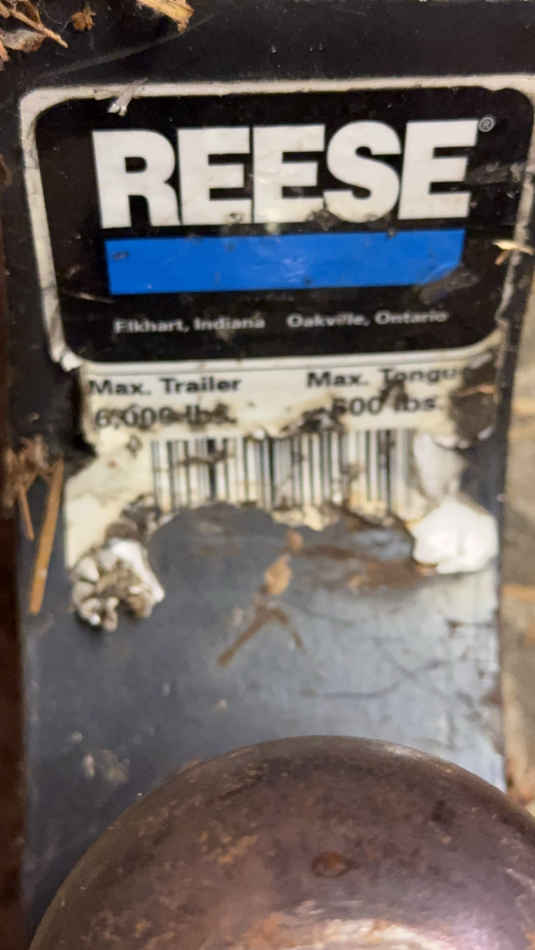 REESE®
Elkhart, Indiana Oakville, Ontario
Max. Trailer Max. Tongue
6,000 lbs. 600 lbs.